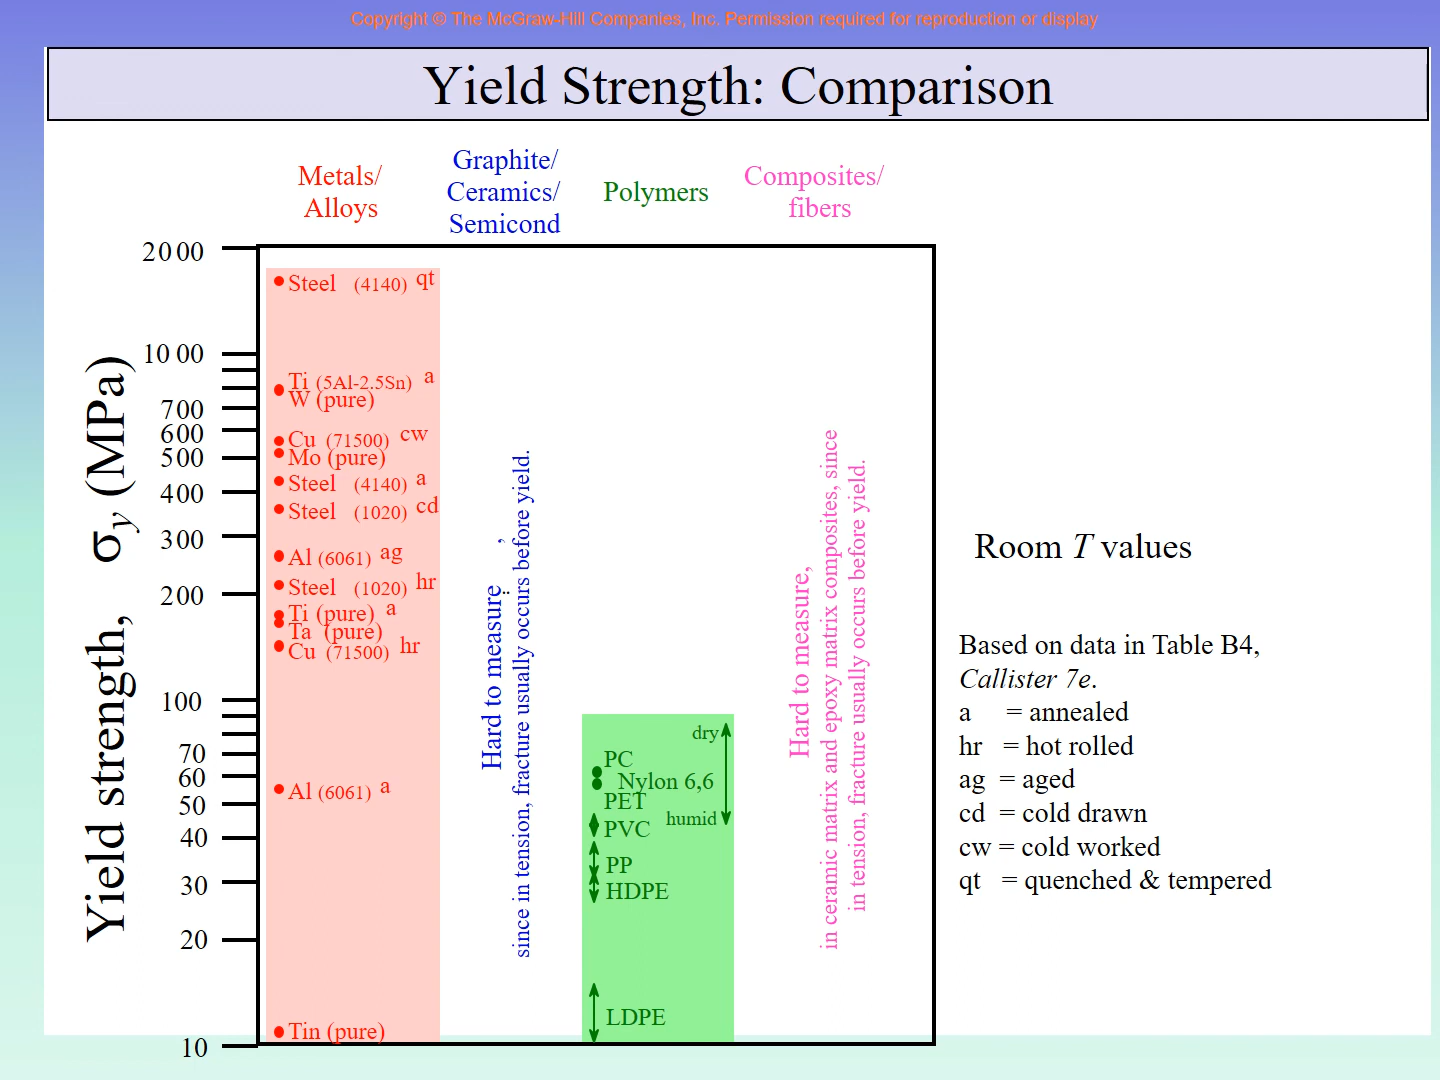 Copyright © The McGraw-Hill Companies, Inc. Permission required for reproduction or display
Yield Strength: Comparison
Metals/
Alloys
Graphite/
Ceramics/
Semicond
Polymers
Composites/
fibers
Yield strength, σy (MPa)
2000
1000
700
600
500
400
300
200
100
70
60
50
40
30
20
10
Steel (4140) qt
Ti (5Al-2.5Sn) a
W (pure)
Cu (71500) cw
Mo (pure)
Steel (4140) a
Steel (1020) cd
Al (6061) ag
Steel (1020) hr
Ti (pure) a
Ta (pure)
Cu (71500) hr
Al (6061) a
Tin (pure)
Hard to measure,
since in tension, fracture usually occurs before yield.
dry
PC
Nylon 6,6
PET
humid
PVC
PP
HDPE
LDPE
Hard to measure,
in ceramic matrix and epoxy matrix composites, since
in tension, fracture usually occurs before yield.
Room T values
Based on data in Table B4,
Callister 7e.
a = annealed
hr = hot rolled
ag = aged
cd = cold drawn
cw = cold worked
qt = quenched & tempered